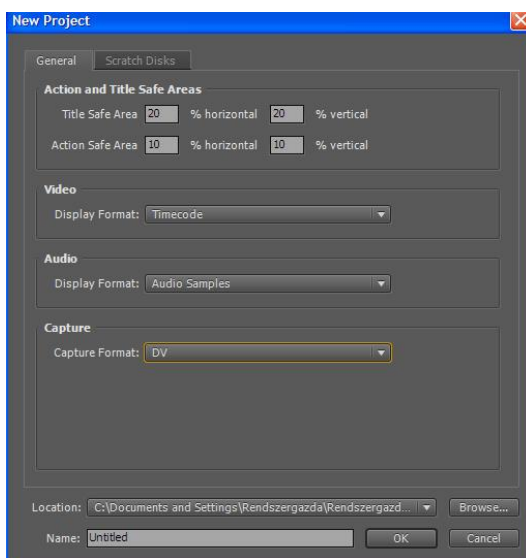 New Project
General Scratch Disks
Action and Title Safe Areas
Title Safe Area 20 % horizontal 20 % vertical
Action Safe Area 10 % horizontal 10 % vertical
Video
Display Format: Timecode
Audio
Display Format: Audio Samples
Capture
Capture Format: DV
Location: C:\Documents and Settings\Rendszergazda\Rendszergazd... Browse...
Name: Untitled OK Cancel